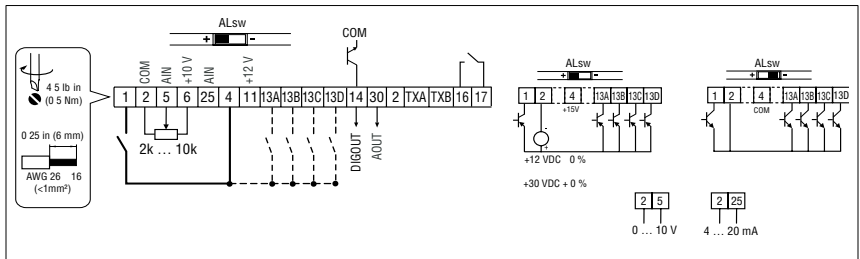 ALsw
+ -
COM
4 5 lb in
(0 5 Nm)
0 25 in (6 mm)
AWG 26 16
(<1mm²)
COM
AIN
+10 V
AIN
+12 V
1 2 5 6 25 4 11 13A 13B 13C 13D 14 30 2 TXA TXB 16 17
2k … 10k
DIGOUT
AOUT
ALsw
+ -
1 2 4 13A 13B 13C 13D
+15V
+12 VDC 0 %
+30 VDC + 0 %
ALsw
+ -
1 2 4 13A 13B 13C 13D
COM
2 5
0 … 10 V
2 25
4 … 20 mA